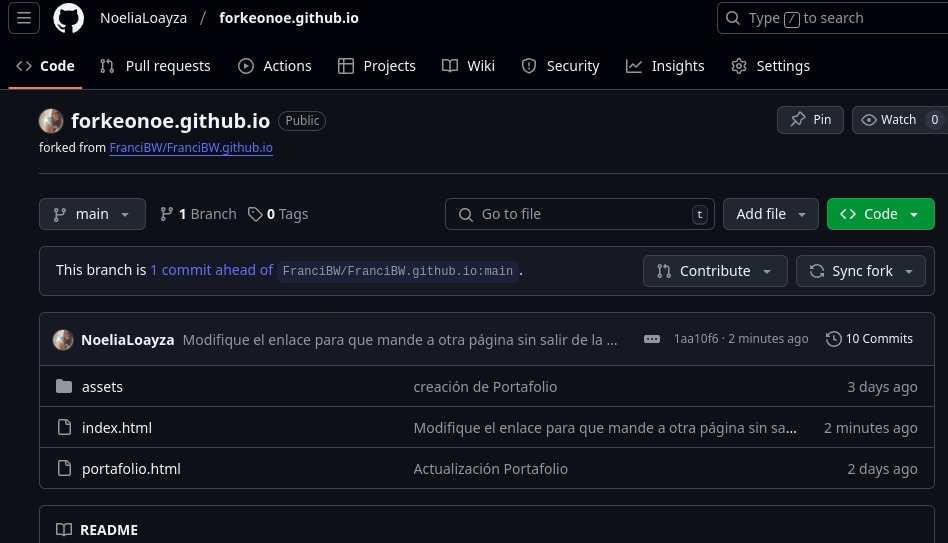 NoeliaLoayza / forkeonoe.github.io Type / to search
Code Pull requests Actions Projects Wiki Security Insights Settings
forkeonoe.github.io Public Pin Watch 0
forked from FranciBW/FranciBW.github.io
main 1 Branch 0 Tags Go to file t Add file Code
This branch is 1 commit ahead of FranciBW/FranciBW.github.io:main . Contribute Sync fork
NoeliaLoayza Modifique el enlace para que mande a otra página sin salir de la ... 1aa10f6 · 2 minutes ago 10 Commits
assets creación de Portafolio 3 days ago
index.html Modifique el enlace para que mande a otra página sin sa... 2 minutes ago
portafolio.html Actualización Portafolio 2 days ago
README